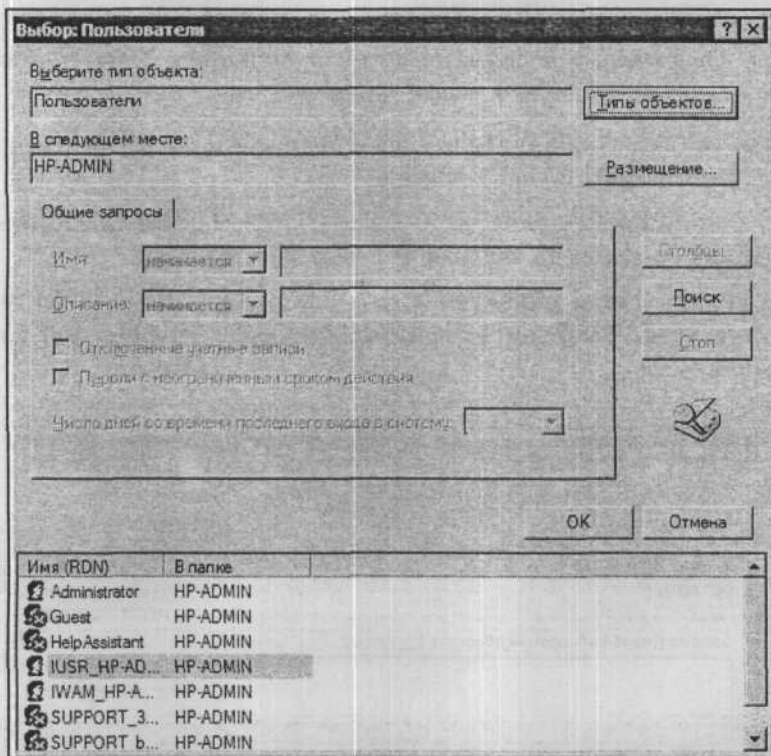 Выбор: Пользователи
Выберите тип объекта:
Пользователи
Типы объектов...
В следующем месте:
HP-ADMIN
Размещение...
Общие запросы
Имя: начинается
Столбцы...
Описание: начинается
Поиск
Отключенные учетные записи
Стоп
Пароли с неограниченным сроком действия
Число дней со времени последнего входа в систему:
OK
Отмена
Имя (RDN) В папке
Administrator HP-ADMIN
Guest HP-ADMIN
HelpAssistant HP-ADMIN
IUSR_HP-AD... HP-ADMIN
IWAM_HP-A... HP-ADMIN
SUPPORT_3... HP-ADMIN
SUPPORT_b... HP-ADMIN